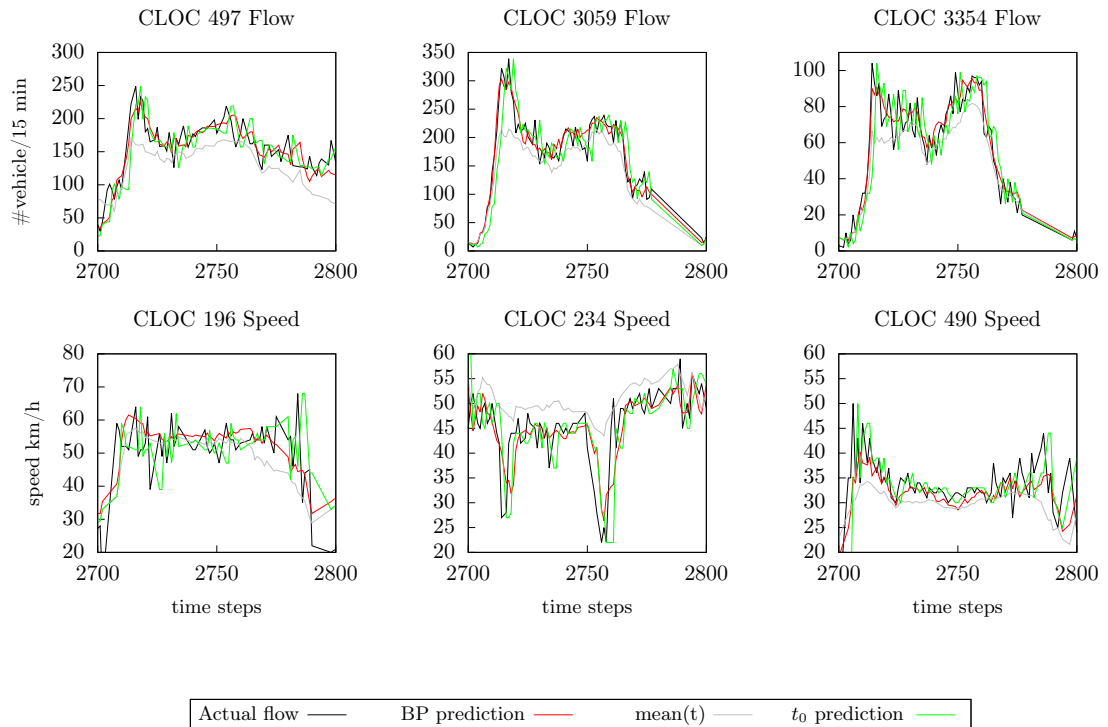 CLOC 497 Flow
CLOC 3059 Flow
CLOC 3354 Flow
#vehicle/15 min
300
250
200
150
100
50
0
2700 2750 2800
350
300
250
200
150
100
50
0
2700 2750 2800
100
80
60
40
20
0
2700 2750 2800
CLOC 196 Speed
CLOC 234 Speed
CLOC 490 Speed
speed km/h
80
70
60
50
40
30
20
2700 2750 2800
time steps
60
55
50
45
40
35
30
25
20
2700 2750 2800
time steps
60
55
50
45
40
35
30
25
20
2700 2750 2800
time steps
Actual flow BP prediction mean(t) t₀ prediction